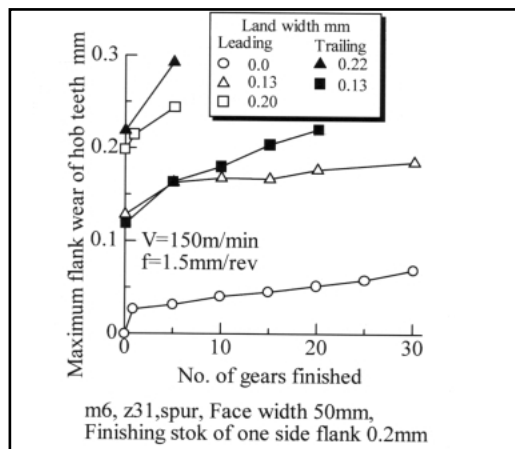 Land width mm
Leading Trailing
0.0 0.22
0.13 0.13
0.20
Maximum flank wear of hob teeth mm
0.3
0.2
0.1
0
V=150m/min
f=1.5mm/rev
0 10 20 30
No. of gears finished
m6, z31,spur, Face width 50mm,
Finishing stok of one side flank 0.2mm